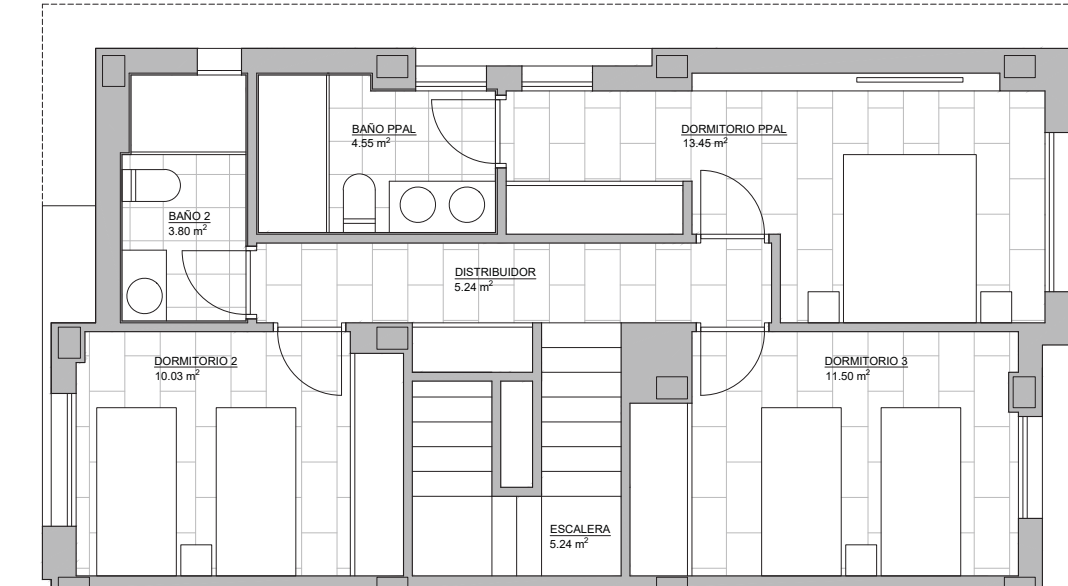 BAÑO PPAL
4.55 m²
DORMITORIO PPAL
13.45 m²
BAÑO 2
3.80 m²
DISTRIBUIDOR
5.24 m²
DORMITORIO 2
10.03 m²
DORMITORIO 3
11.50 m²
ESCALERA
5.24 m²